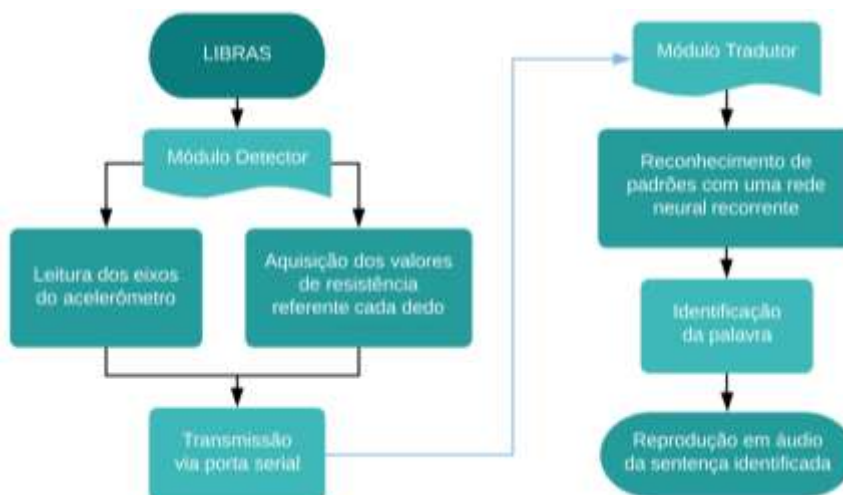 LIBRAS
Módulo Detector
Leitura dos eixos
do acelerômetro
Aquisição dos valores
de resistência
referente cada dedo
Transmissão
via porta serial
Módulo Tradutor
Reconhecimento de
padrões com uma rede
neural recorrente
Identificação
da palavra
Reprodução em áudio
da sentença identificada